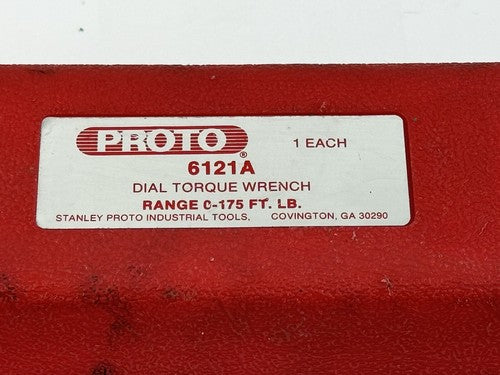 PROTO®
1 EACH
6121A
DIAL TORQUE WRENCH
RANGE 0-175 FT. LB.
STANLEY PROTO INDUSTRIAL TOOLS, COVINGTON, GA 30290